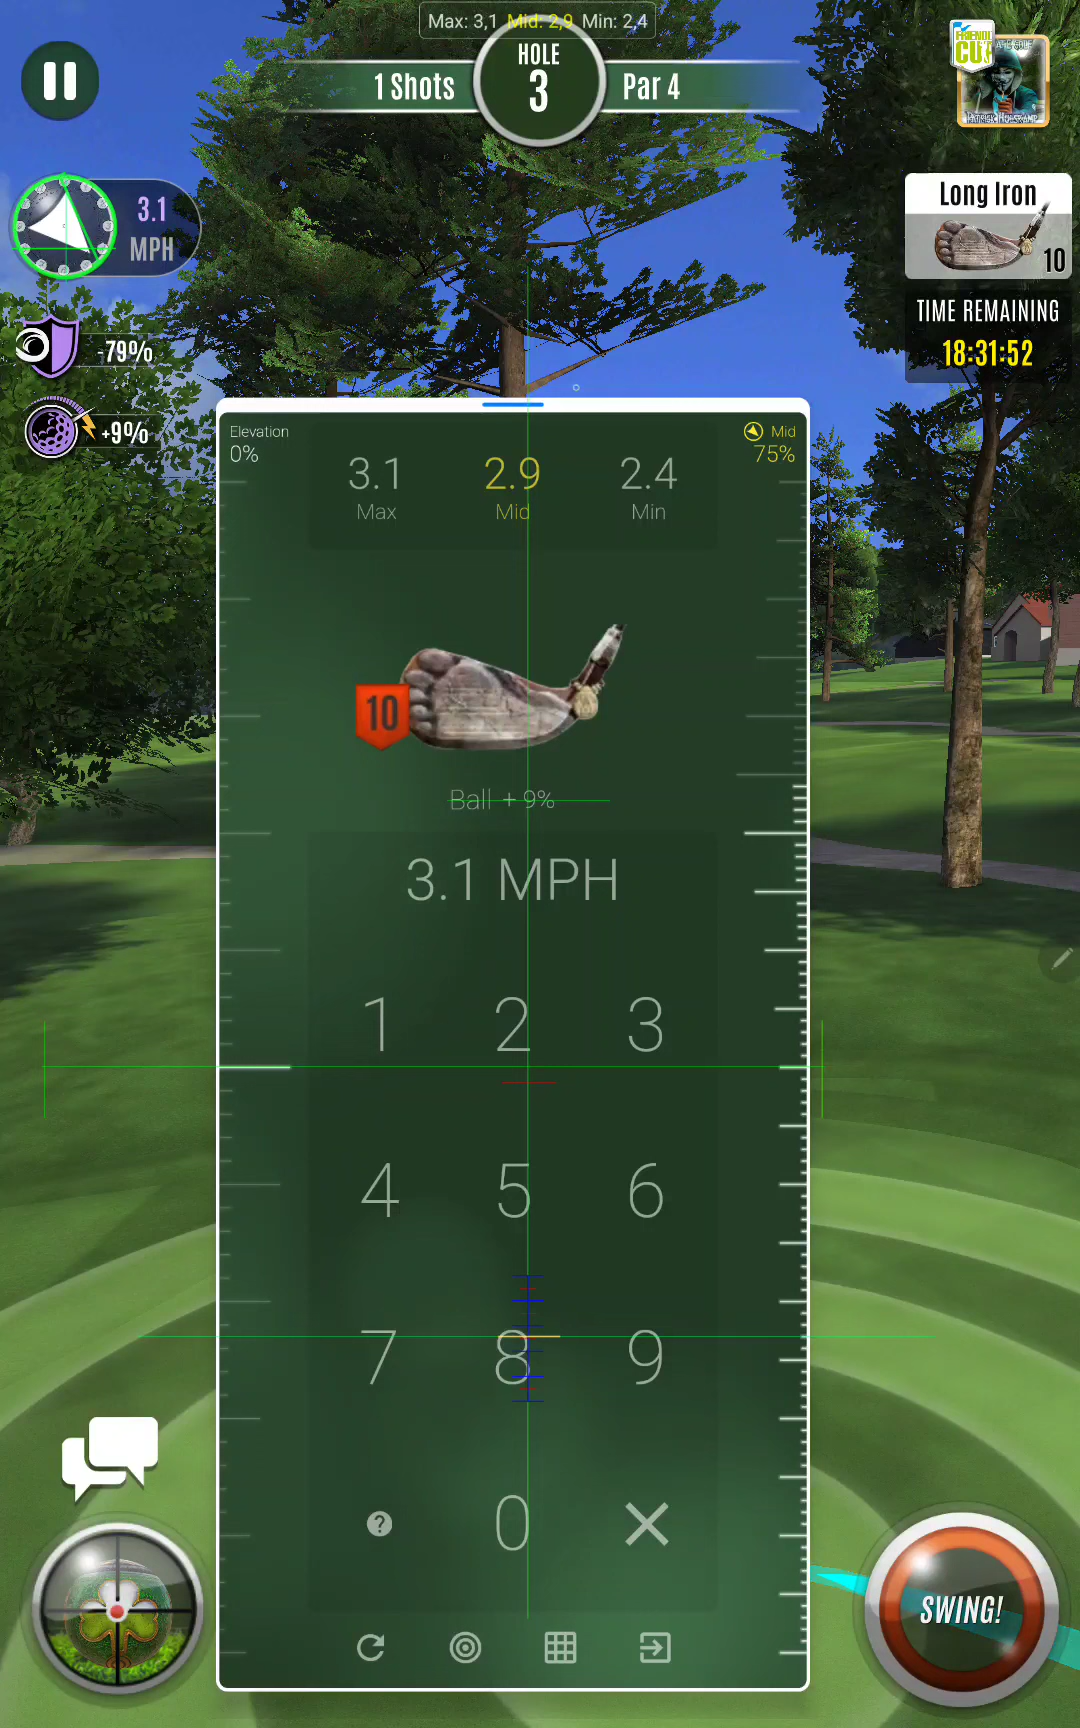 Max: 3,1 Mid: 2,9 Min: 2,4
HOLE
3
1 Shots
Par 4
3.1
MPH
Long Iron
10
TIME REMAINING
18:31:52
-79%
+9%
Elevation
0%
Mid
75%
3.1 2.9 2.4
Max Mid Min
10
Ball + 9%
3.1 MPH
1 2 3
4 5 6
7 8 9
? 0
SWING!